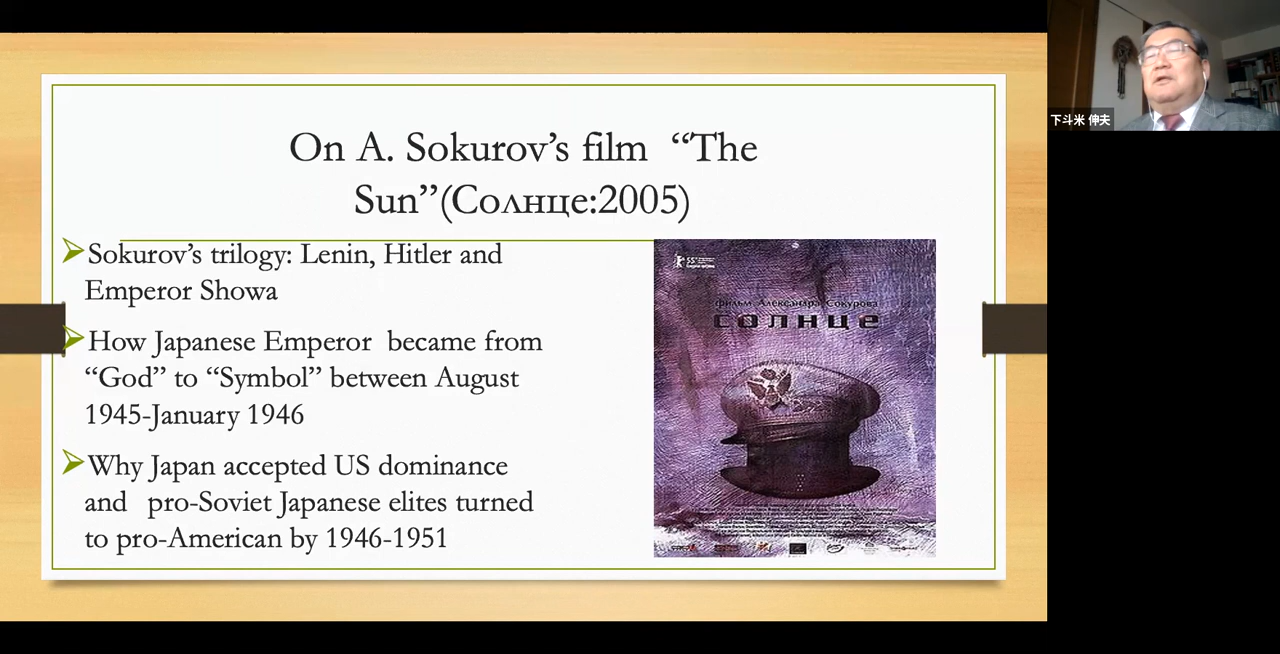 On A. Sokurov’s film “The
Sun”(Солнце:2005)
Sokurov’s trilogy: Lenin, Hitler and
Emperor Showa
How Japanese Emperor became from
“God” to “Symbol” between August
1945-January 1946
Why Japan accepted US dominance
and pro-Soviet Japanese elites turned
to pro-American by 1946-1951
фильм Александра Сокурова
солнце
下斗米 伸夫